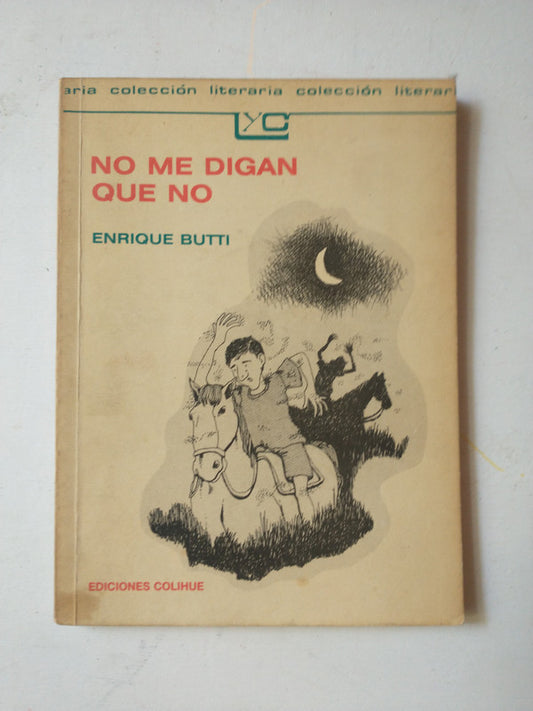 aria colección literaria colección literar
LyC
NO ME DIGAN
QUE NO
ENRIQUE BUTTI
EDICIONES COLIHUE